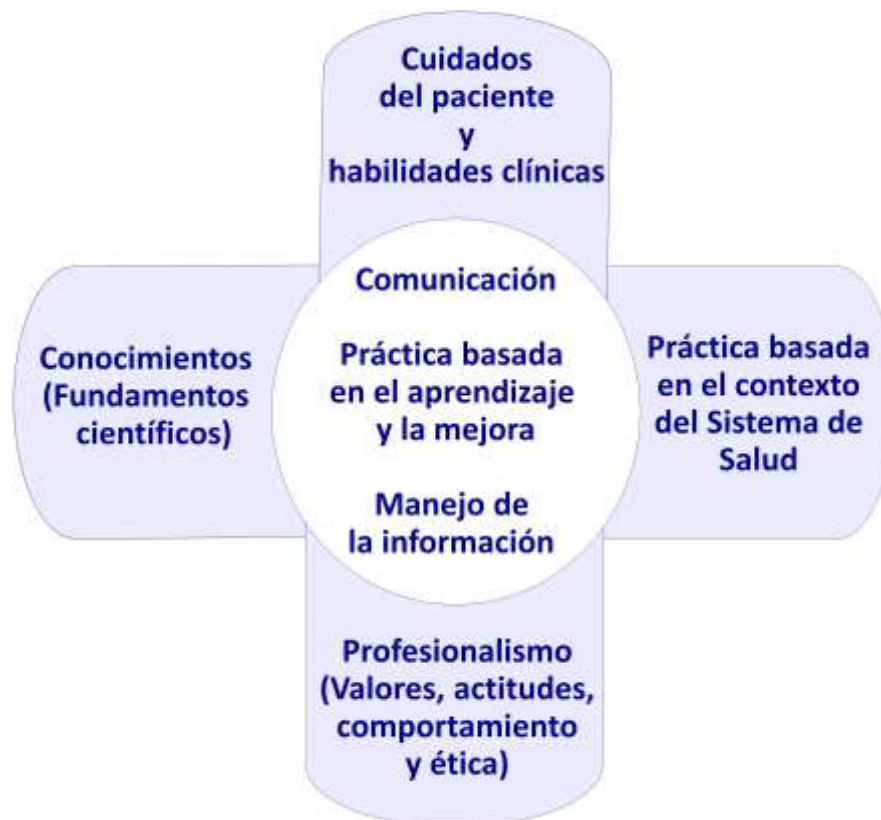 Cuidados
del paciente
y
habilidades clínicas
Conocimientos
(Fundamentos
científicos)
Comunicación
Práctica basada
en el aprendizaje
y la mejora
Manejo de
la información
Práctica basada
en el contexto
del Sistema de
Salud
Profesionalismo
(Valores, actitudes,
comportamiento
y ética)